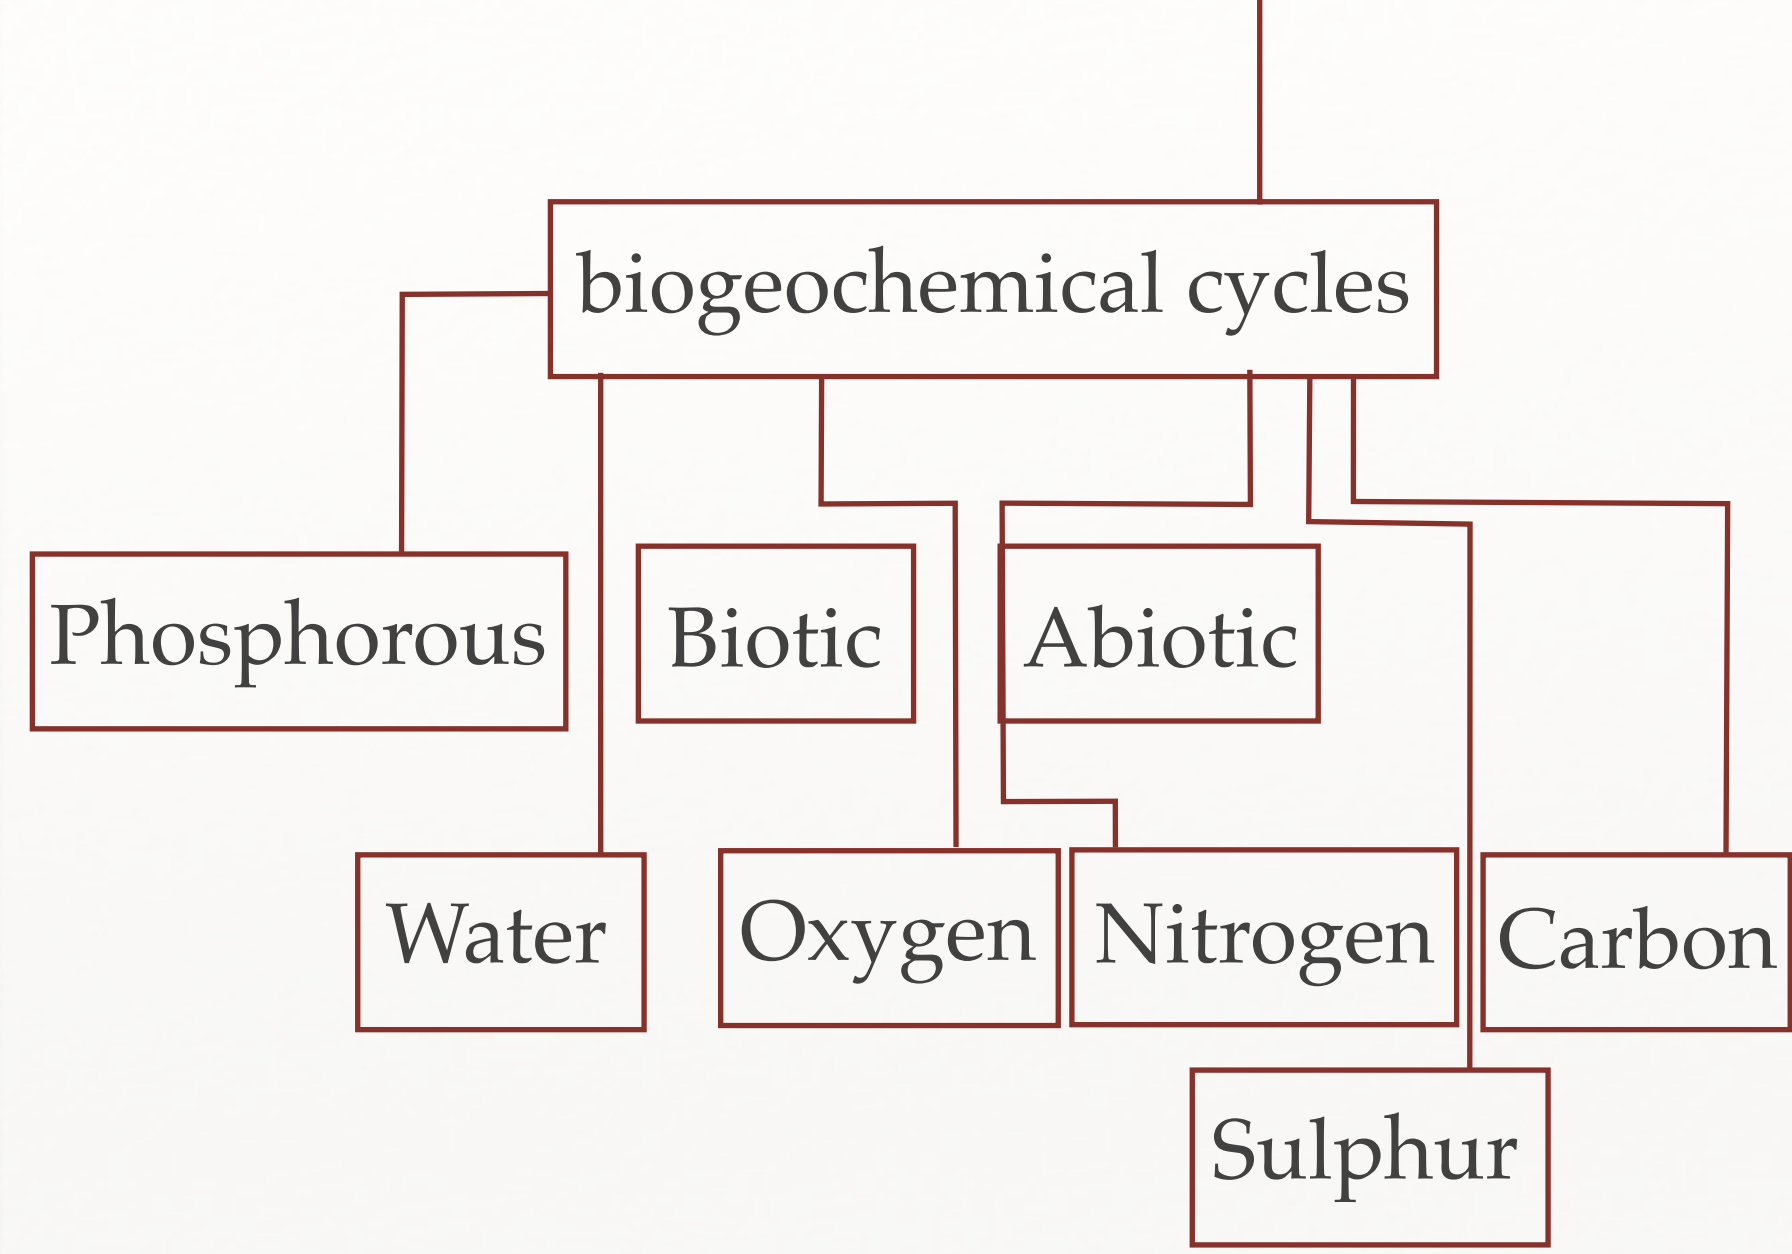 biogeochemical cycles
Phosphorous
Biotic
Abiotic
Water
Oxygen
Nitrogen
Carbon
Sulphur